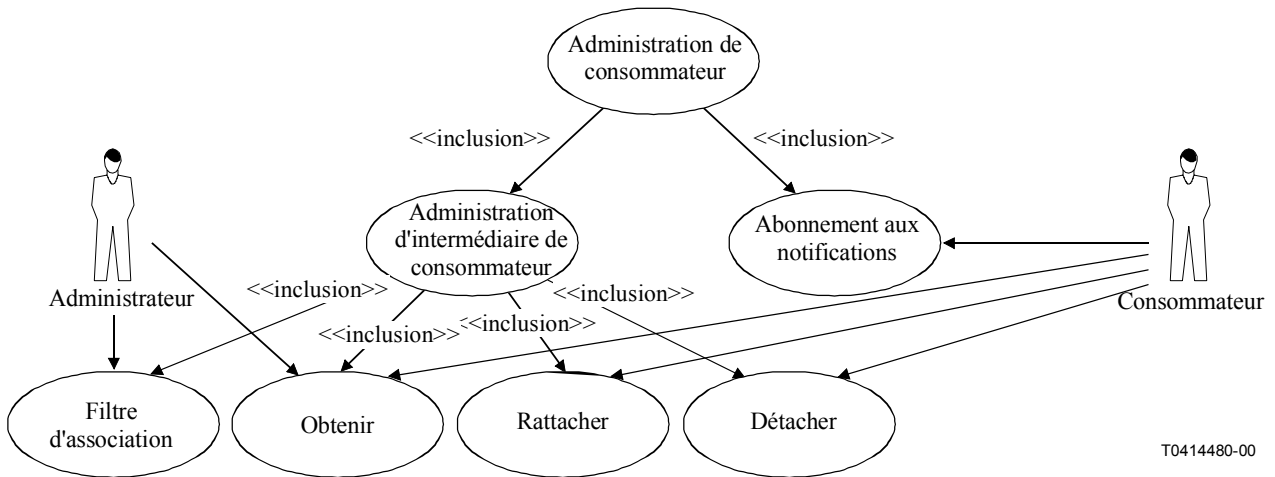 Administration de
consommateur
<<inclusion>>
<<inclusion>>
Administration
d'intermédiaire de
consommateur
Abonnement aux
notifications
Administrateur
Consommateur
<<inclusion>>
<<inclusion>>
<<inclusion>>
<<inclusion>>
Filtre
d'association
Obtenir
Rattacher
Détacher
T0414480-00